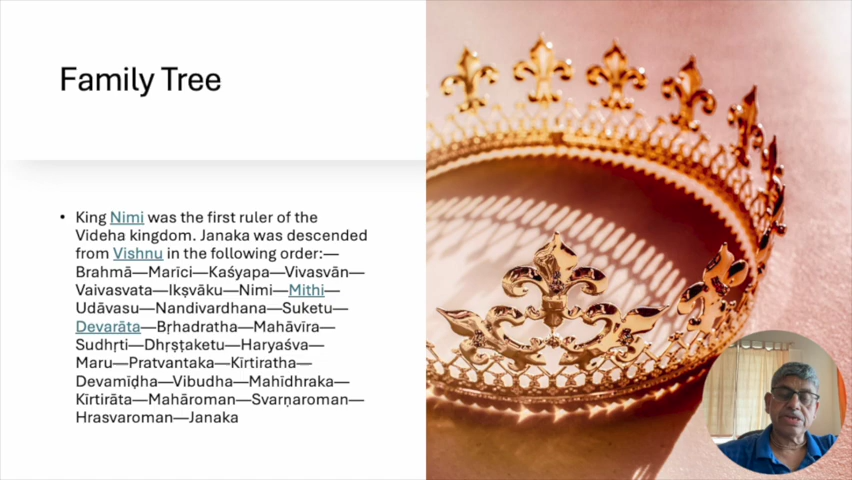 Family Tree
• King Nimi was the first ruler of the
Videha kingdom. Janaka was descended
from Vishnu in the following order:—
Brahmā—Marīci—Kaśyapa—Vivasvān—
Vaivasvata—Ikṣvāku—Nimi—Mithi—
Udāvasu—Nandivardhana—Suketu—
Devarāta—Bṛhadratha—Mahāvīra—
Sudhṛti—Dhṛṣṭaketu—Haryaśva—
Maru—Pratvantaka—Kīrtiratha—
Devamīḍha—Vibudha—Mahīdhraka—
Kīrtirāta—Mahāroman—Svarṇaroman—
Hrasvaroman—Janaka